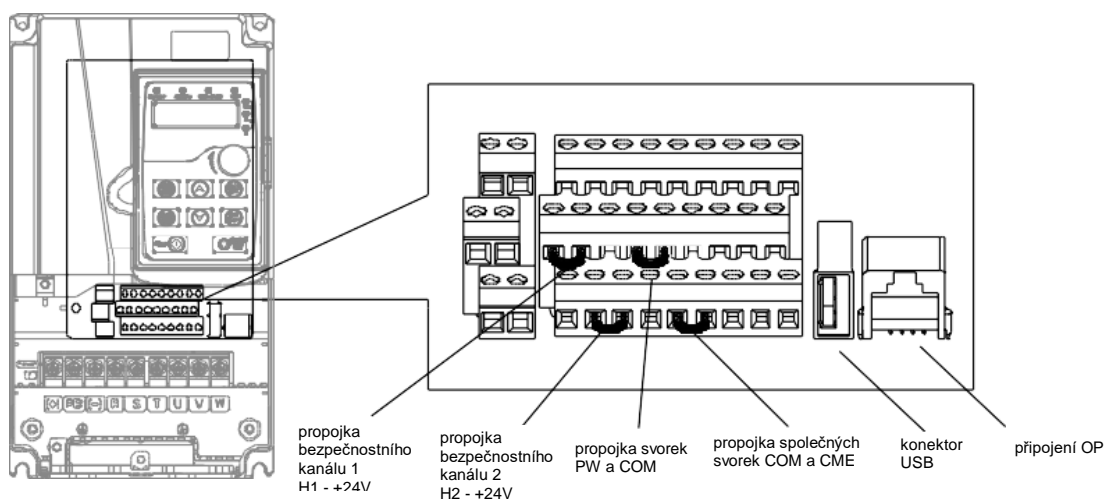 (-)
R
S
T
U
V
W
propojka
bezpečnostního
kanálu 1
H1 - +24V
propojka
bezpečnostního
kanálu 2
H2 - +24V
propojka svorek
PW a COM
propojka společných
svorek COM a CME
konektor
USB
připojení OP